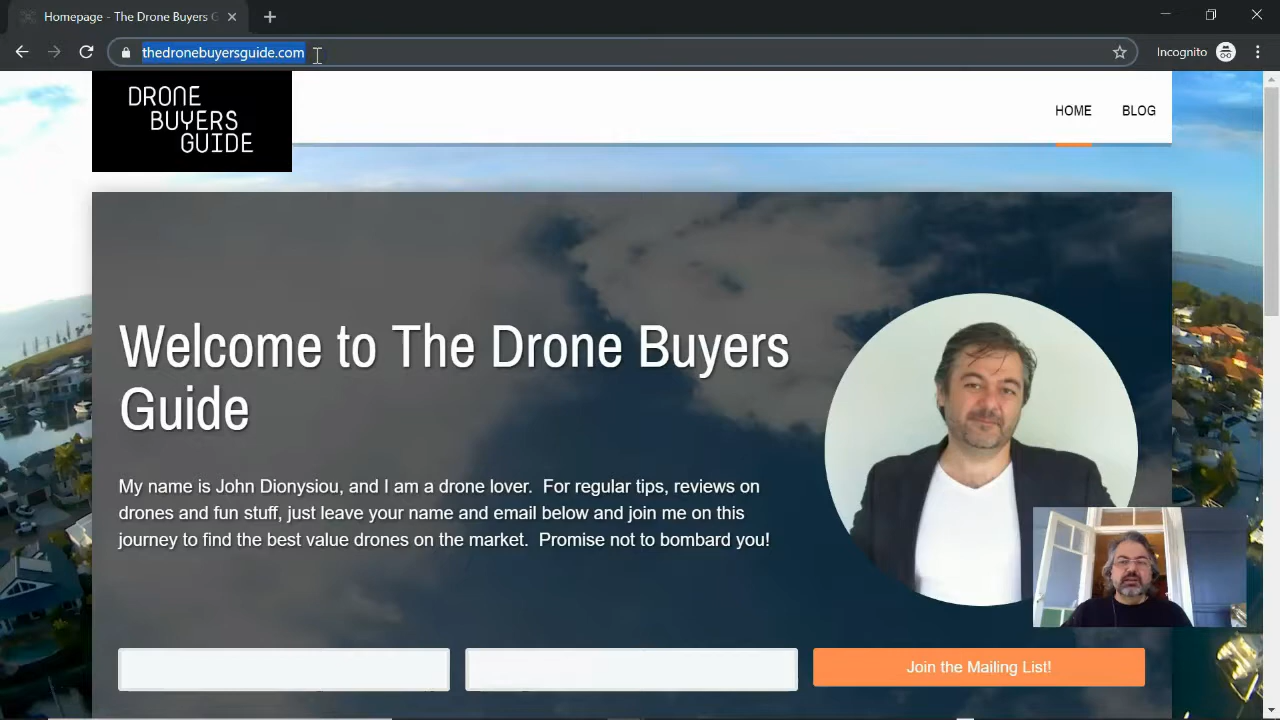 Homepage - The Drone Buyers G
thedronebuyersguide.com
Incognito
DRONE
BUYERS
GUIDE
HOME
BLOG
Welcome to The Drone Buyers
Guide
My name is John Dionysiou, and I am a drone lover. For regular tips, reviews on
drones and fun stuff, just leave your name and email below and join me on this
journey to find the best value drones on the market. Promise not to bombard you!
Join the Mailing List!